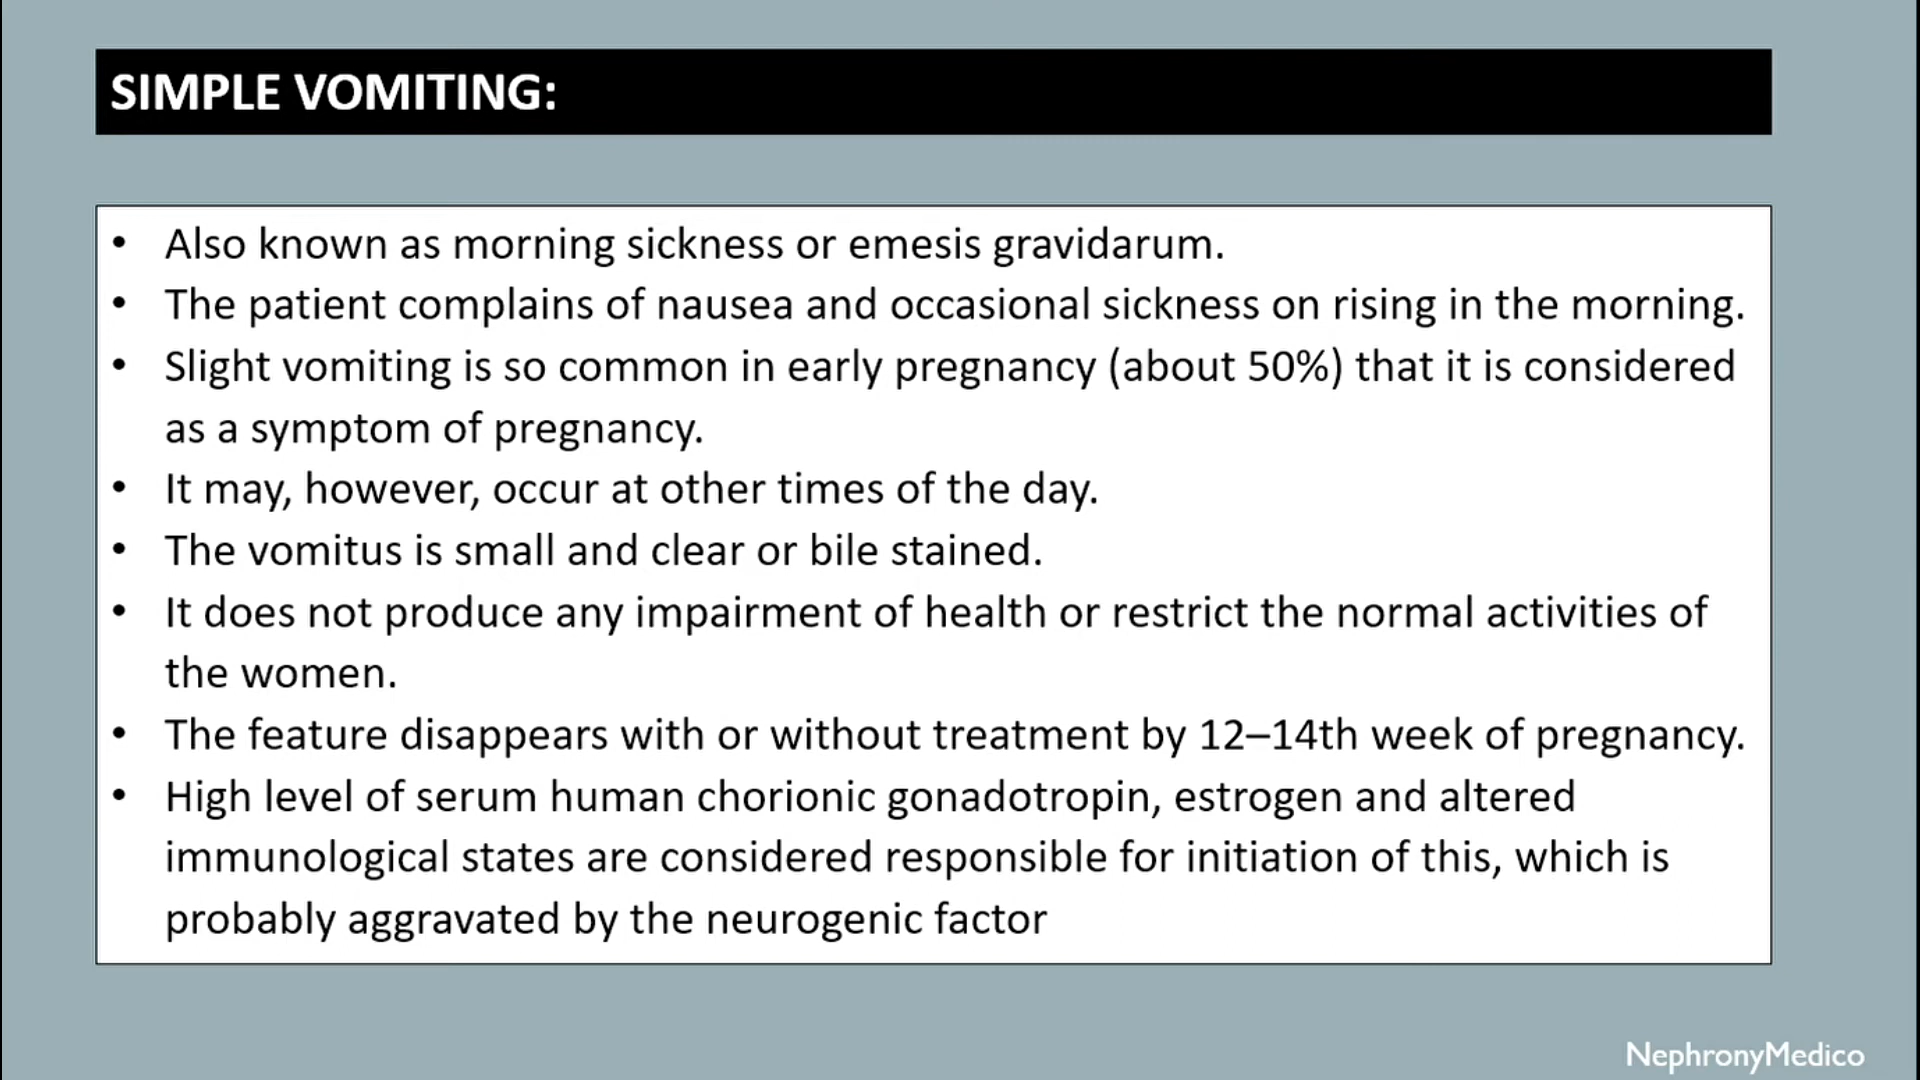 SIMPLE VOMITING:
• Also known as morning sickness or emesis gravidarum.
• The patient complains of nausea and occasional sickness on rising in the morning.
• Slight vomiting is so common in early pregnancy (about 50%) that it is considered
as a symptom of pregnancy.
• It may, however, occur at other times of the day.
• The vomitus is small and clear or bile stained.
• It does not produce any impairment of health or restrict the normal activities of
the women.
• The feature disappears with or without treatment by 12–14th week of pregnancy.
• High level of serum human chorionic gonadotropin, estrogen and altered
immunological states are considered responsible for initiation of this, which is
probably aggravated by the neurogenic factor
NephronyMedico